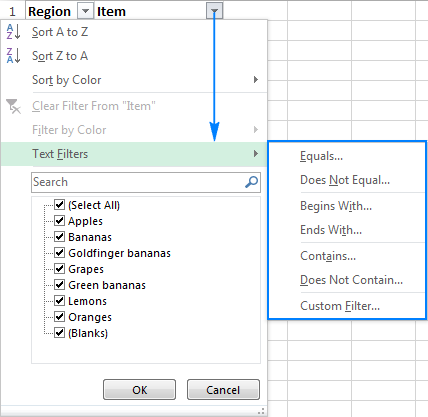 1 Region Item
Sort A to Z
Sort Z to A
Sort by Color
Clear Filter From "Item"
Filter by Color
Text Filters
Search
(Select All)
Apples
Bananas
Goldfinger bananas
Grapes
Green bananas
Lemons
Oranges
(Blanks)
OK Cancel
Equals...
Does Not Equal...
Begins With...
Ends With...
Contains...
Does Not Contain...
Custom Filter...